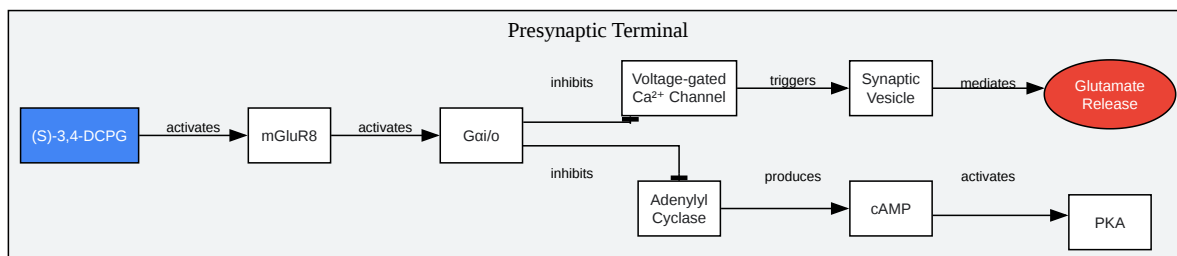 Presynaptic Terminal
(S)-3,4-DCPG
activates
mGluR8
activates
Gαi/o
inhibits
Voltage-gated
Ca²⁺ Channel
triggers
Synaptic
Vesicle
mediates
Glutamate
Release
inhibits
Adenylyl
Cyclase
produces
cAMP
activates
PKA